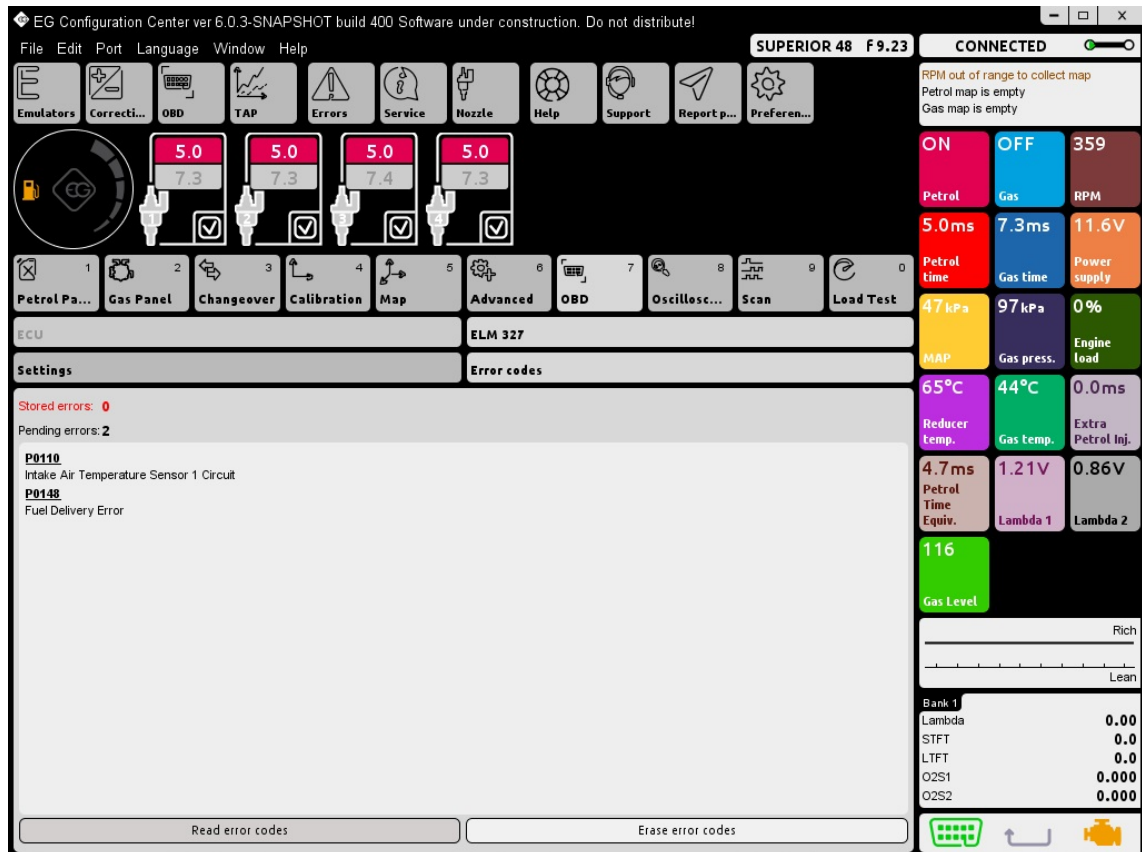 EG Configuration Center ver 6.0.3-SNAPSHOT build 400 Software under construction. Do not distribute!
File Edit Port Language Window Help
SUPERIOR 48 F 9.23
CONNECTED
Emulators
Correcti...
OBD
TAP
Errors
Service
Nozzle
Help
Support
Report p...
Preferen...
RPM out of range to collect map
Petrol map is empty
Gas map is empty
EG
5.0
7.3
1
5.0
7.3
2
5.0
7.4
3
5.0
7.3
4
1 Petrol Pa...
2 Gas Panel
3 Changeover
4 Calibration
5 Map
6 Advanced
7 OBD
8 Oscillosc...
9 Scan
0 Load Test
ECU
ELM 327
Settings
Error codes
Stored errors: 0
Pending errors: 2
P0110
Intake Air Temperature Sensor 1 Circuit
P0148
Fuel Delivery Error
Read error codes
Erase error codes
ON
Petrol
OFF
Gas
359
RPM
5.0ms
Petrol
time
7.3ms
Gas time
11.6V
Power
supply
47 kPa
MAP
97 kPa
Gas press.
0%
Engine
load
65°C
Reducer
temp.
44°C
Gas temp.
0.0ms
Extra
Petrol Inj.
4.7ms
Petrol
Time
Equiv.
1.21V
Lambda 1
0.86V
Lambda 2
116
Gas Level
Rich
Lean
Bank 1
Lambda 0.00
STFT 0.0
LTFT 0.0
O2S1 0.000
O2S2 0.000